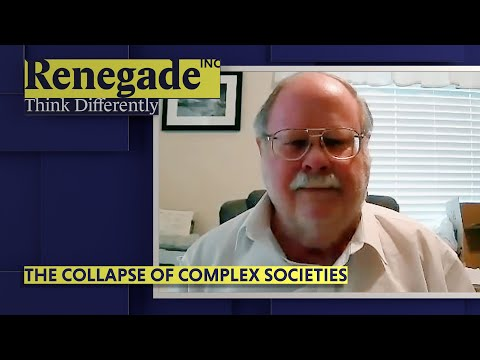 Renegade INC
Think Differently
THE COLLAPSE OF COMPLEX SOCIETIES